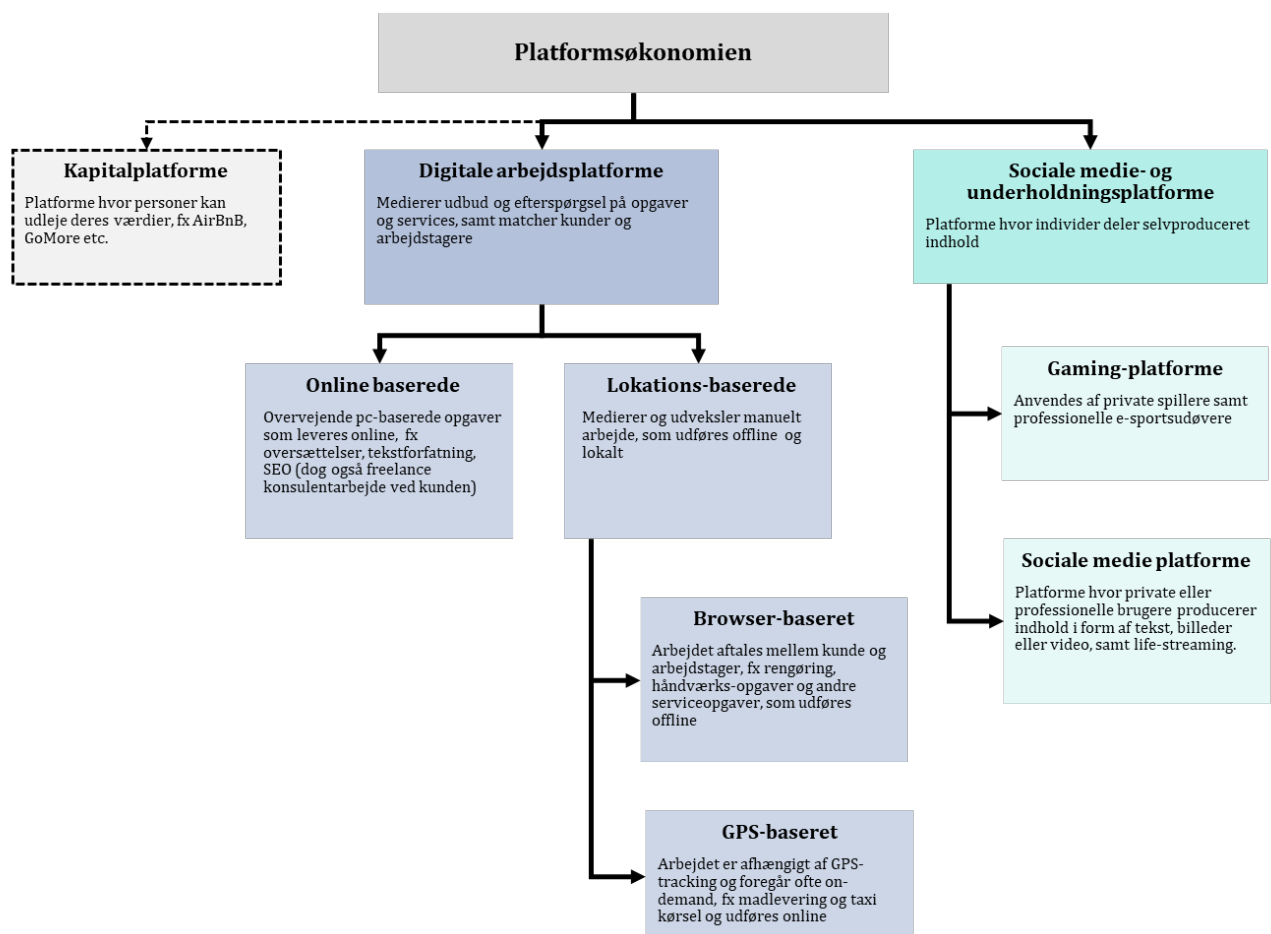 Platformsøkonomien
Kapitalplatforme
Platforme hvor personer kan
udleje deres værdier, fx AirBnB,
GoMore etc.
Digitale arbejdsplatforme
Medierer udbud og efterspørgsel på opgaver
og services, samt matcher kunder og
arbejdstagere
Sociale medie- og
underholdningsplatforme
Platforme hvor individer deler selvproduceret
indhold
Online baserede
Overvejende pc-baserede opgaver
som leveres online, fx
oversættelser, tekstforfatning,
SEO (dog også freelance
konsulentarbejde ved kunden)
Lokations-baserede
Medierer og udveksler manuelt
arbejde, som udføres offline og
lokalt
Gaming-platforme
Anvendes af private spillere samt
professionelle e-sportsudøvere
Sociale medie platforme
Platforme hvor private eller
professionelle brugere producerer
indhold i form af tekst, billeder
eller video, samt life-streaming.
Browser-baseret
Arbejdet aftales mellem kunde og
arbejdstager, fx rengøring,
håndværks-opgaver og andre
serviceopgaver, som udføres
offline
GPS-baseret
Arbejdet er afhængigt af GPS-
tracking og foregår ofte on-
demand, fx madlevering og taxi
kørsel og udføres online